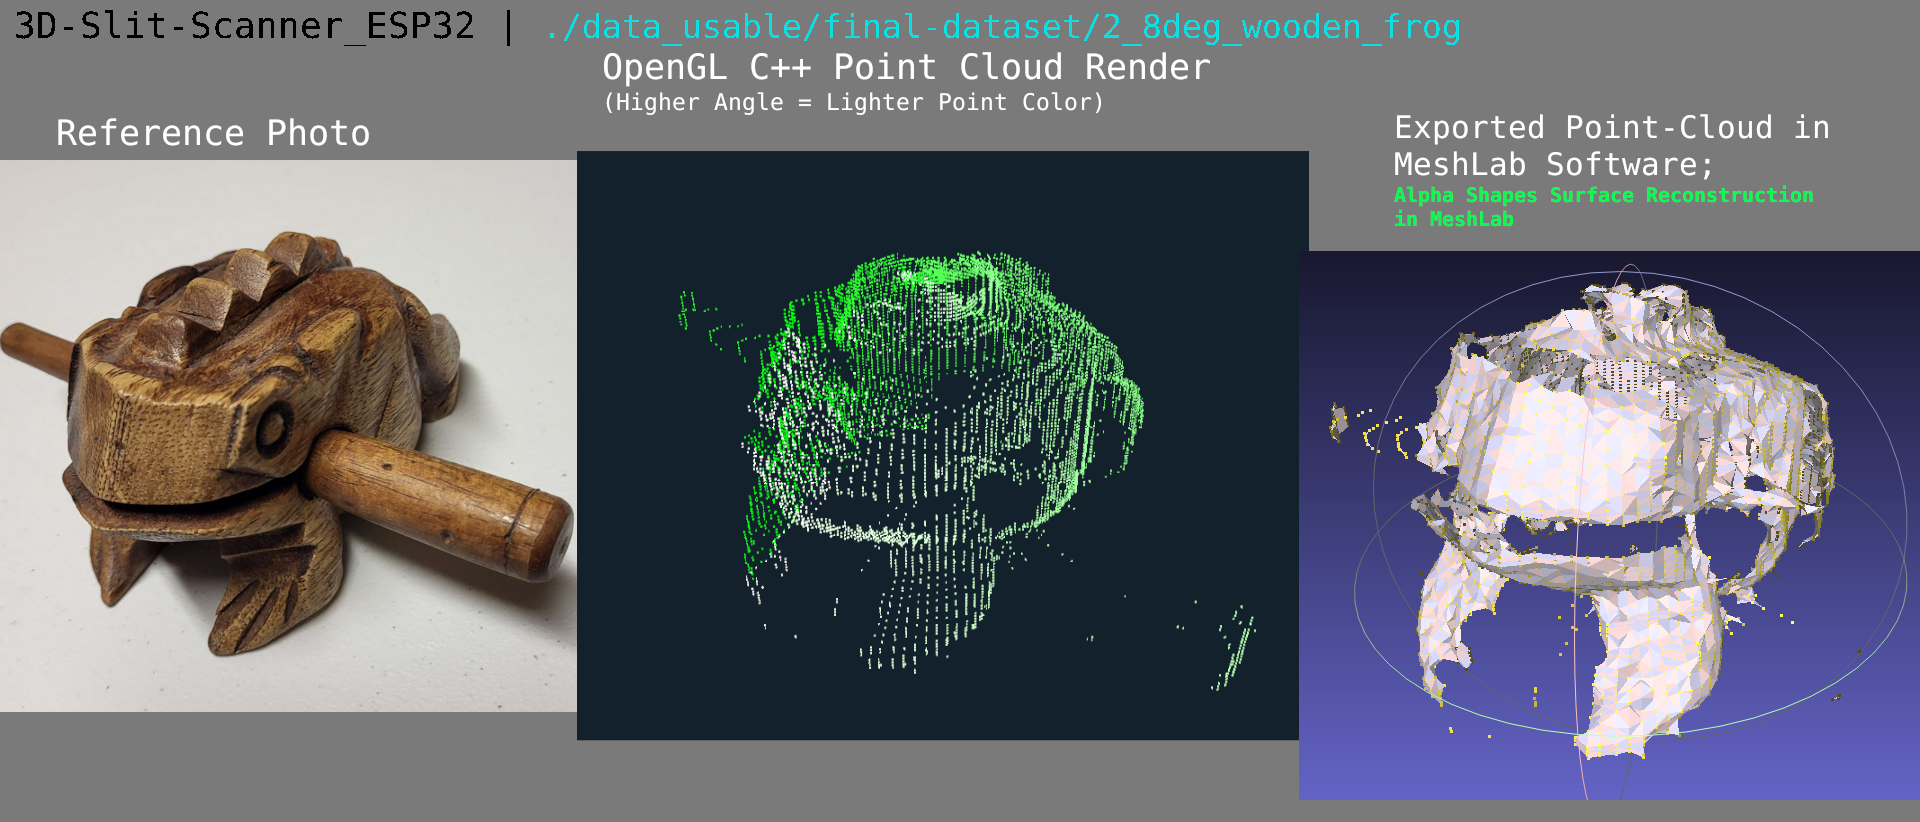 3D-Slit-Scanner_ESP32 | ./data_usable/final-dataset/2_8deg_wooden_frog
OpenGL C++ Point Cloud Render
(Higher Angle = Lighter Point Color)
Reference Photo
Exported Point-Cloud in
MeshLab Software;
Alpha Shapes Surface Reconstruction
in MeshLab